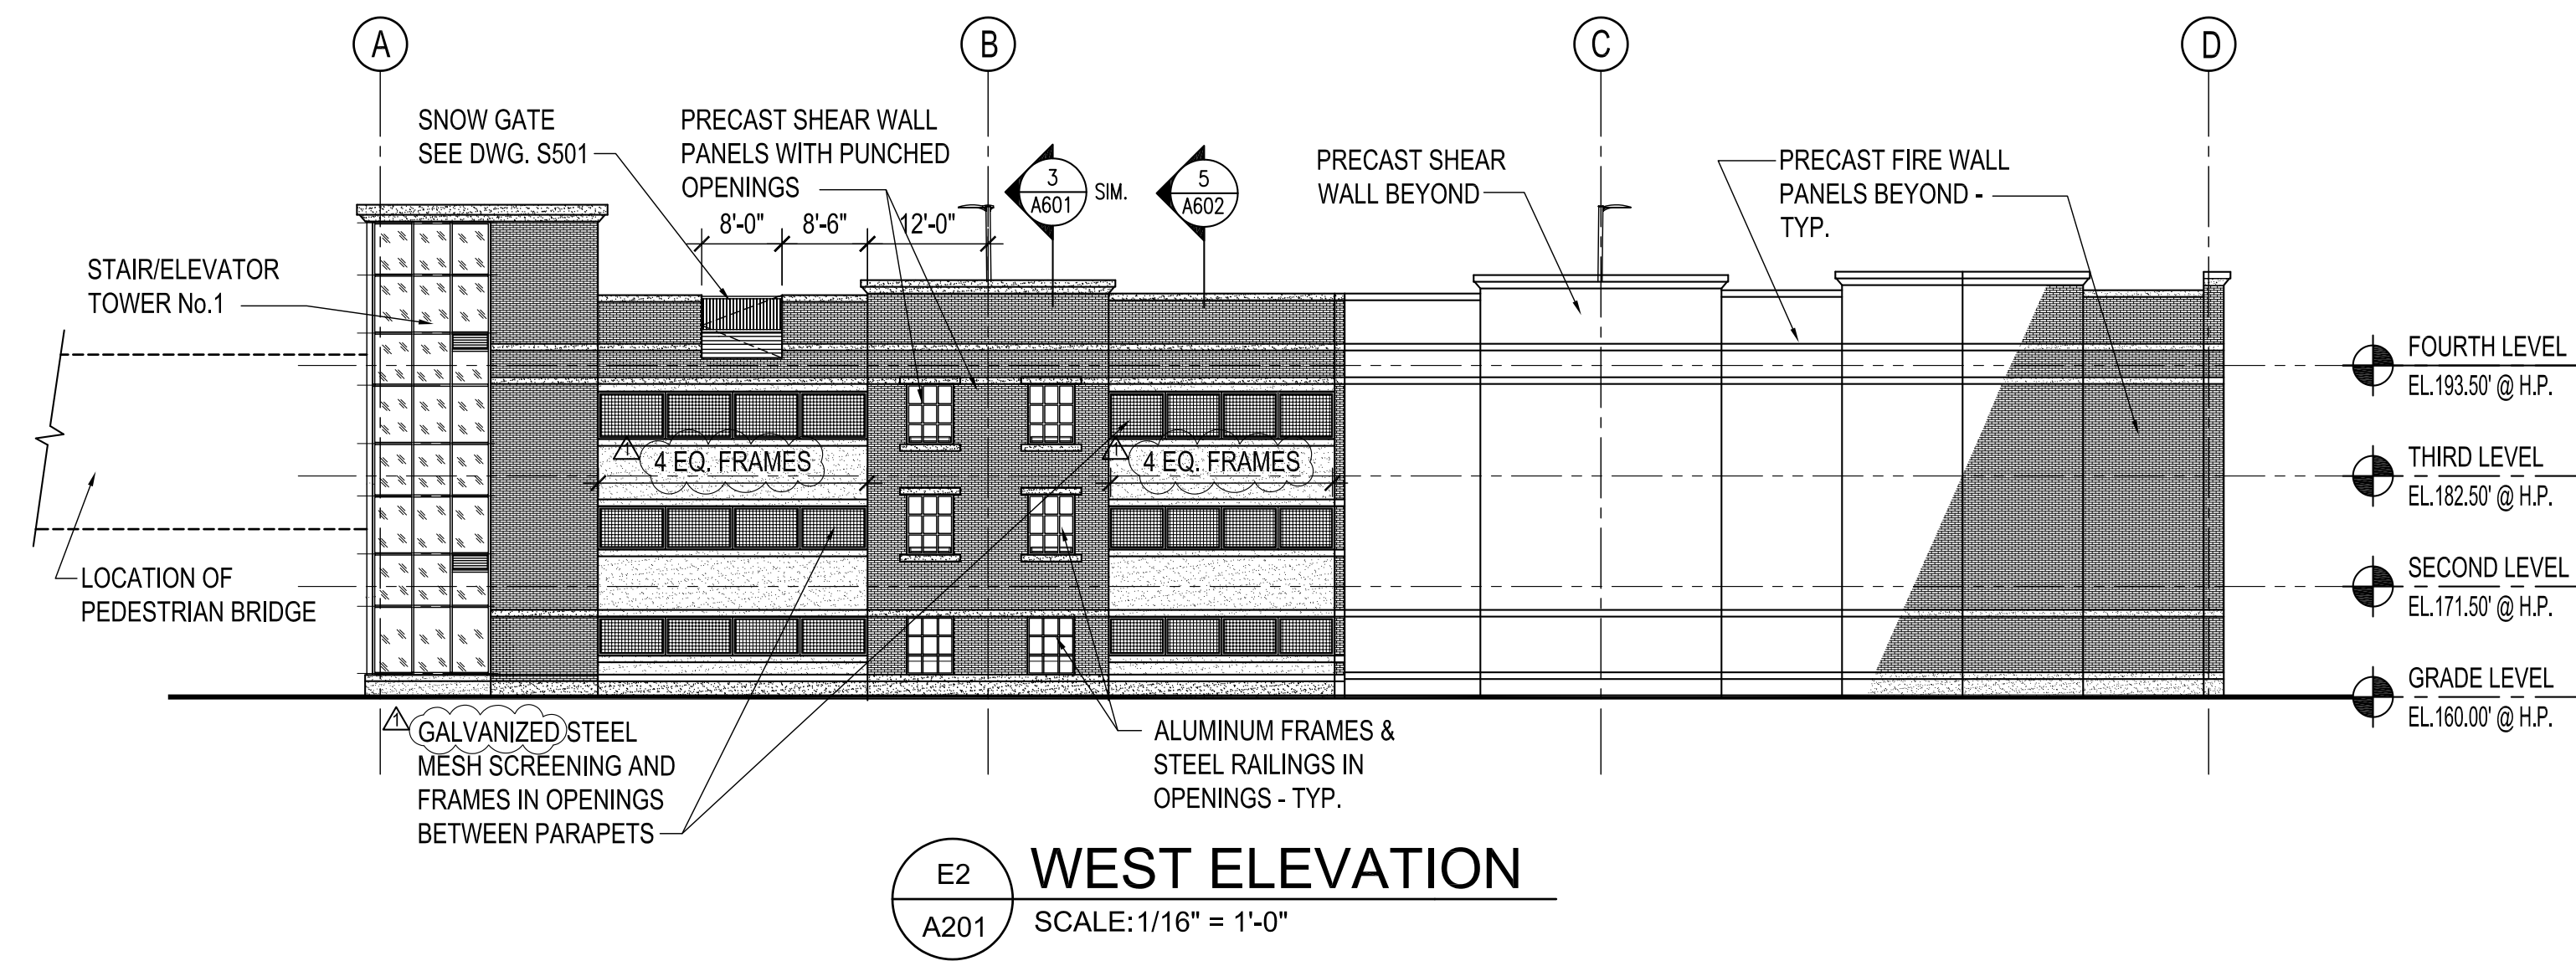 A
B
C
D
SNOW GATE
SEE DWG. S501
PRECAST SHEAR WALL
PANELS WITH PUNCHED
OPENINGS
3
A601
SIM.
5
A602
PRECAST SHEAR
WALL BEYOND
PRECAST FIRE WALL
PANELS BEYOND -
TYP.
8'-0"
8'-6"
12'-0"
STAIR/ELEVATOR
TOWER No.1
FOURTH LEVEL
EL.193.50' @ H.P.
1
4 EQ. FRAMES
1
4 EQ. FRAMES
THIRD LEVEL
EL.182.50' @ H.P.
LOCATION OF
PEDESTRIAN BRIDGE
SECOND LEVEL
EL.171.50' @ H.P.
GRADE LEVEL
EL.160.00' @ H.P.
1
GALVANIZED STEEL
MESH SCREENING AND
FRAMES IN OPENINGS
BETWEEN PARAPETS
ALUMINUM FRAMES &
STEEL RAILINGS IN
OPENINGS - TYP.
E2
A201
WEST ELEVATION
SCALE: 1/16" = 1'-0"